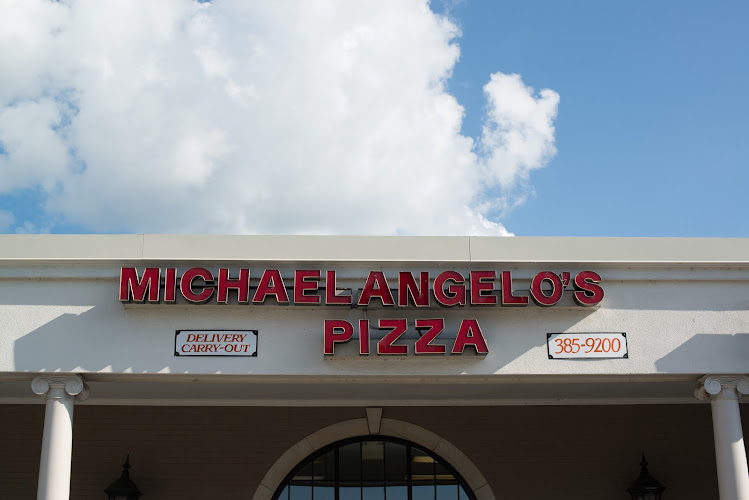 MICHAELANGELO'S
PIZZA
DELIVERY
CARRY-OUT
385-9200